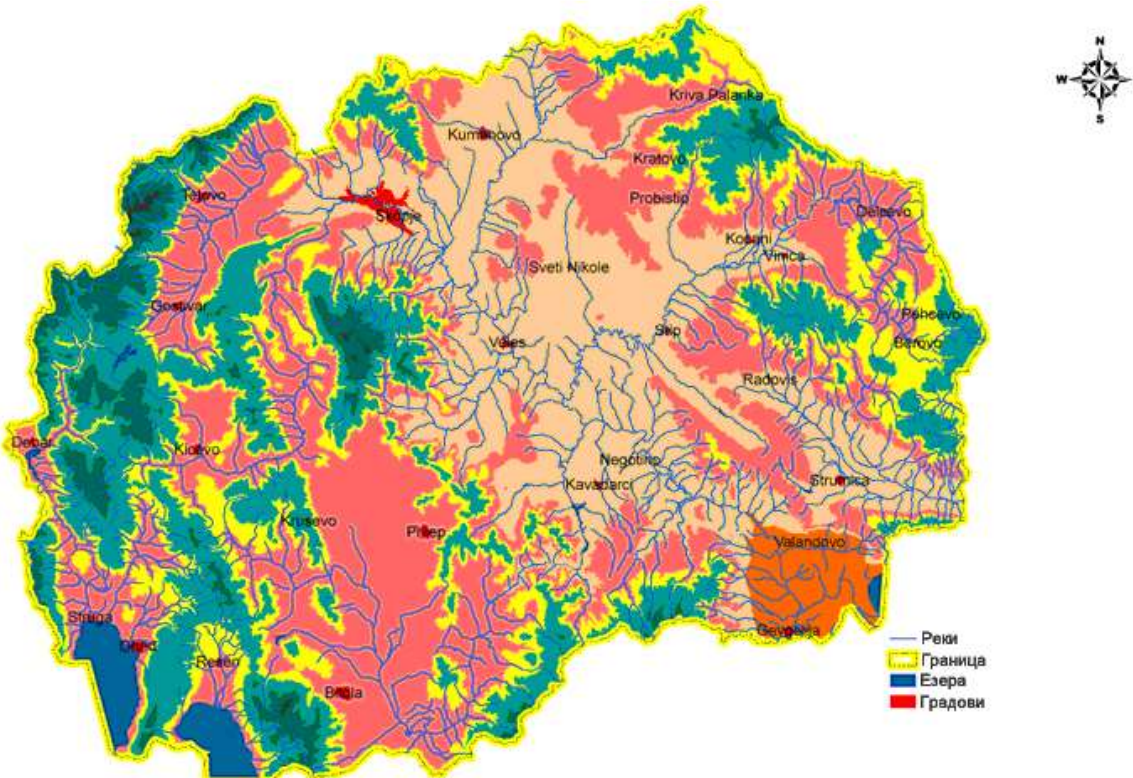 N
W
S
Kriva Palanka
Kumanovo
Kratovo
Tetovo
Probistip
Skopje
Delcevo
Kocani
Vinica
Sveti Nikole
Gostivar
Pehcevo
Stip
Veles
Berovo
Radovis
Debar
Kicevo
Negotino
Kavadarci
Strumica
Krusevo
Prilep
Valandovo
Struga
Gevgelija
Ohrid
Resen
Bitola
Реки
Граница
Езера
Градови